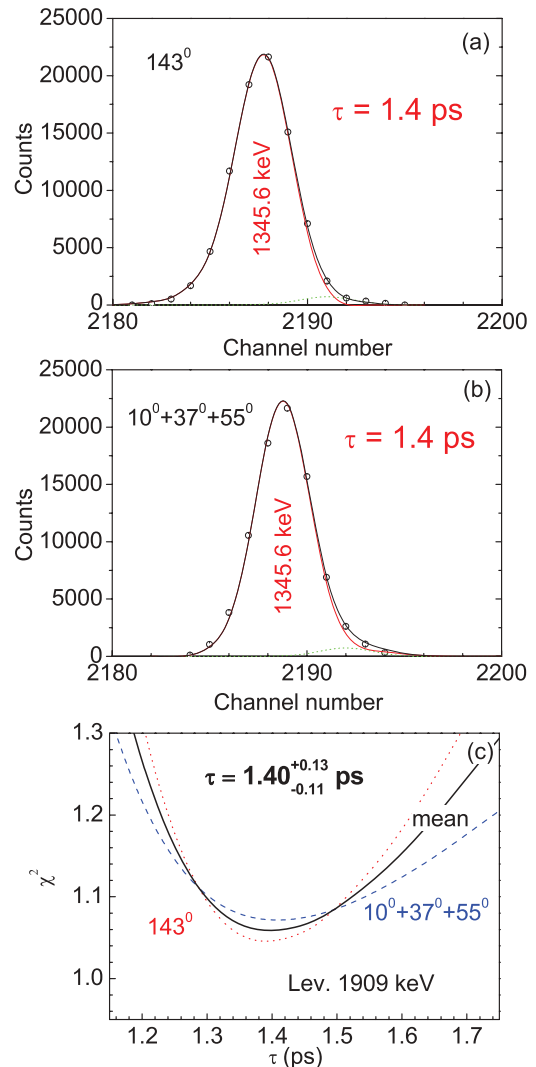 (a)
143⁰
τ = 1.4 ps
1345.6 keV
Counts
25000
20000
15000
10000
5000
0
2180 2190 2200
Channel number
(b)
10⁰+37⁰+55⁰
τ = 1.4 ps
1345.6 keV
Counts
25000
20000
15000
10000
5000
0
2180 2190 2200
Channel number
(c)
τ = 1.40 +0.13 -0.11 ps
mean
143⁰
10⁰+37⁰+55⁰
Lev. 1909 keV
χ²
1.3
1.2
1.1
1.0
1.2 1.3 1.4 1.5 1.6 1.7
τ (ps)